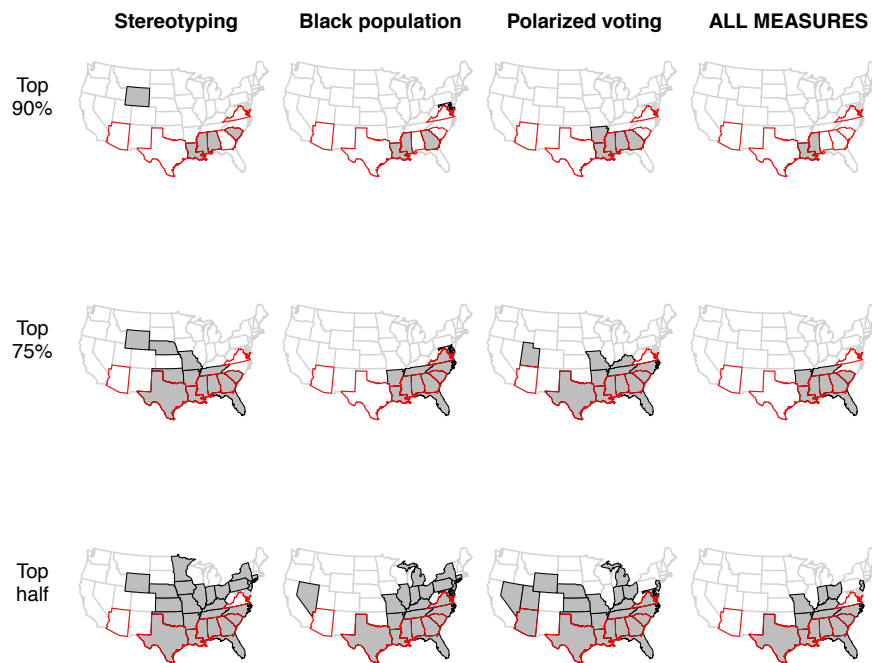 Stereotyping Black population Polarized voting ALL MEASURES
Top
90%
Top
75%
Top
half